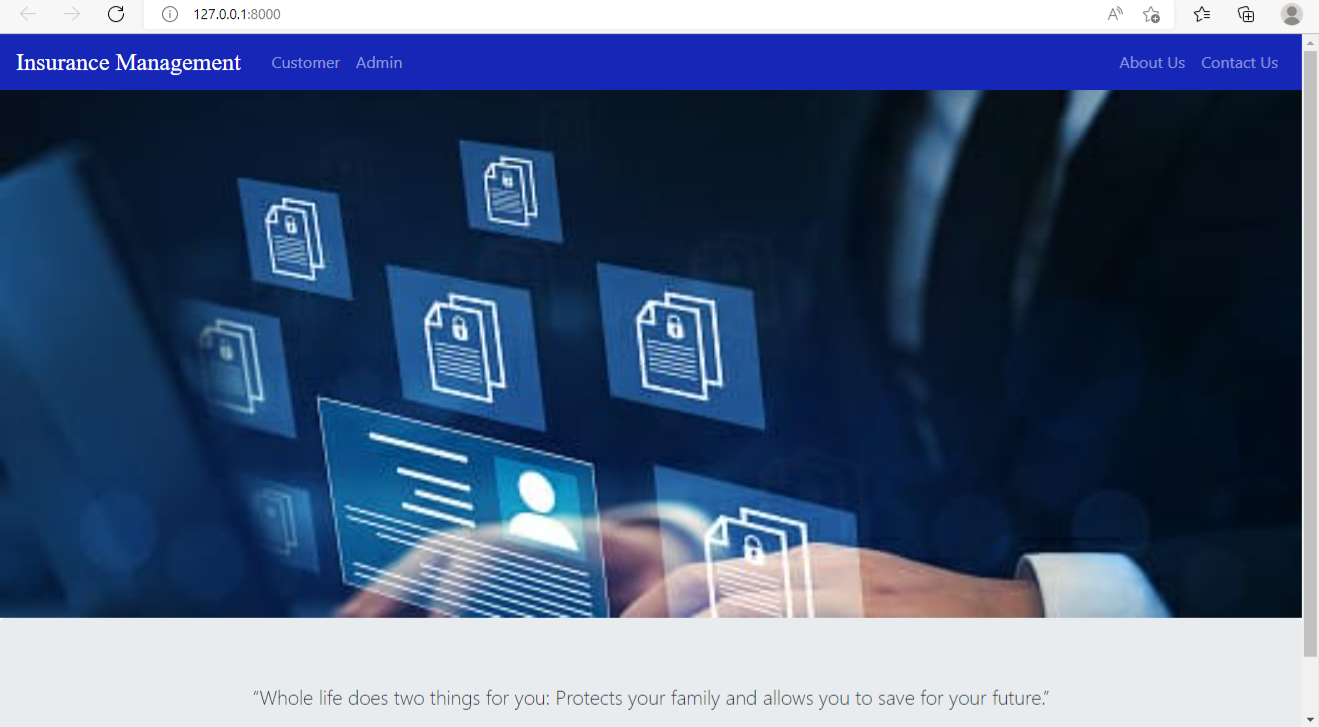 127.0.0.1:8000
Insurance Management Customer Admin About Us Contact Us
“Whole life does two things for you: Protects your family and allows you to save for your future.”